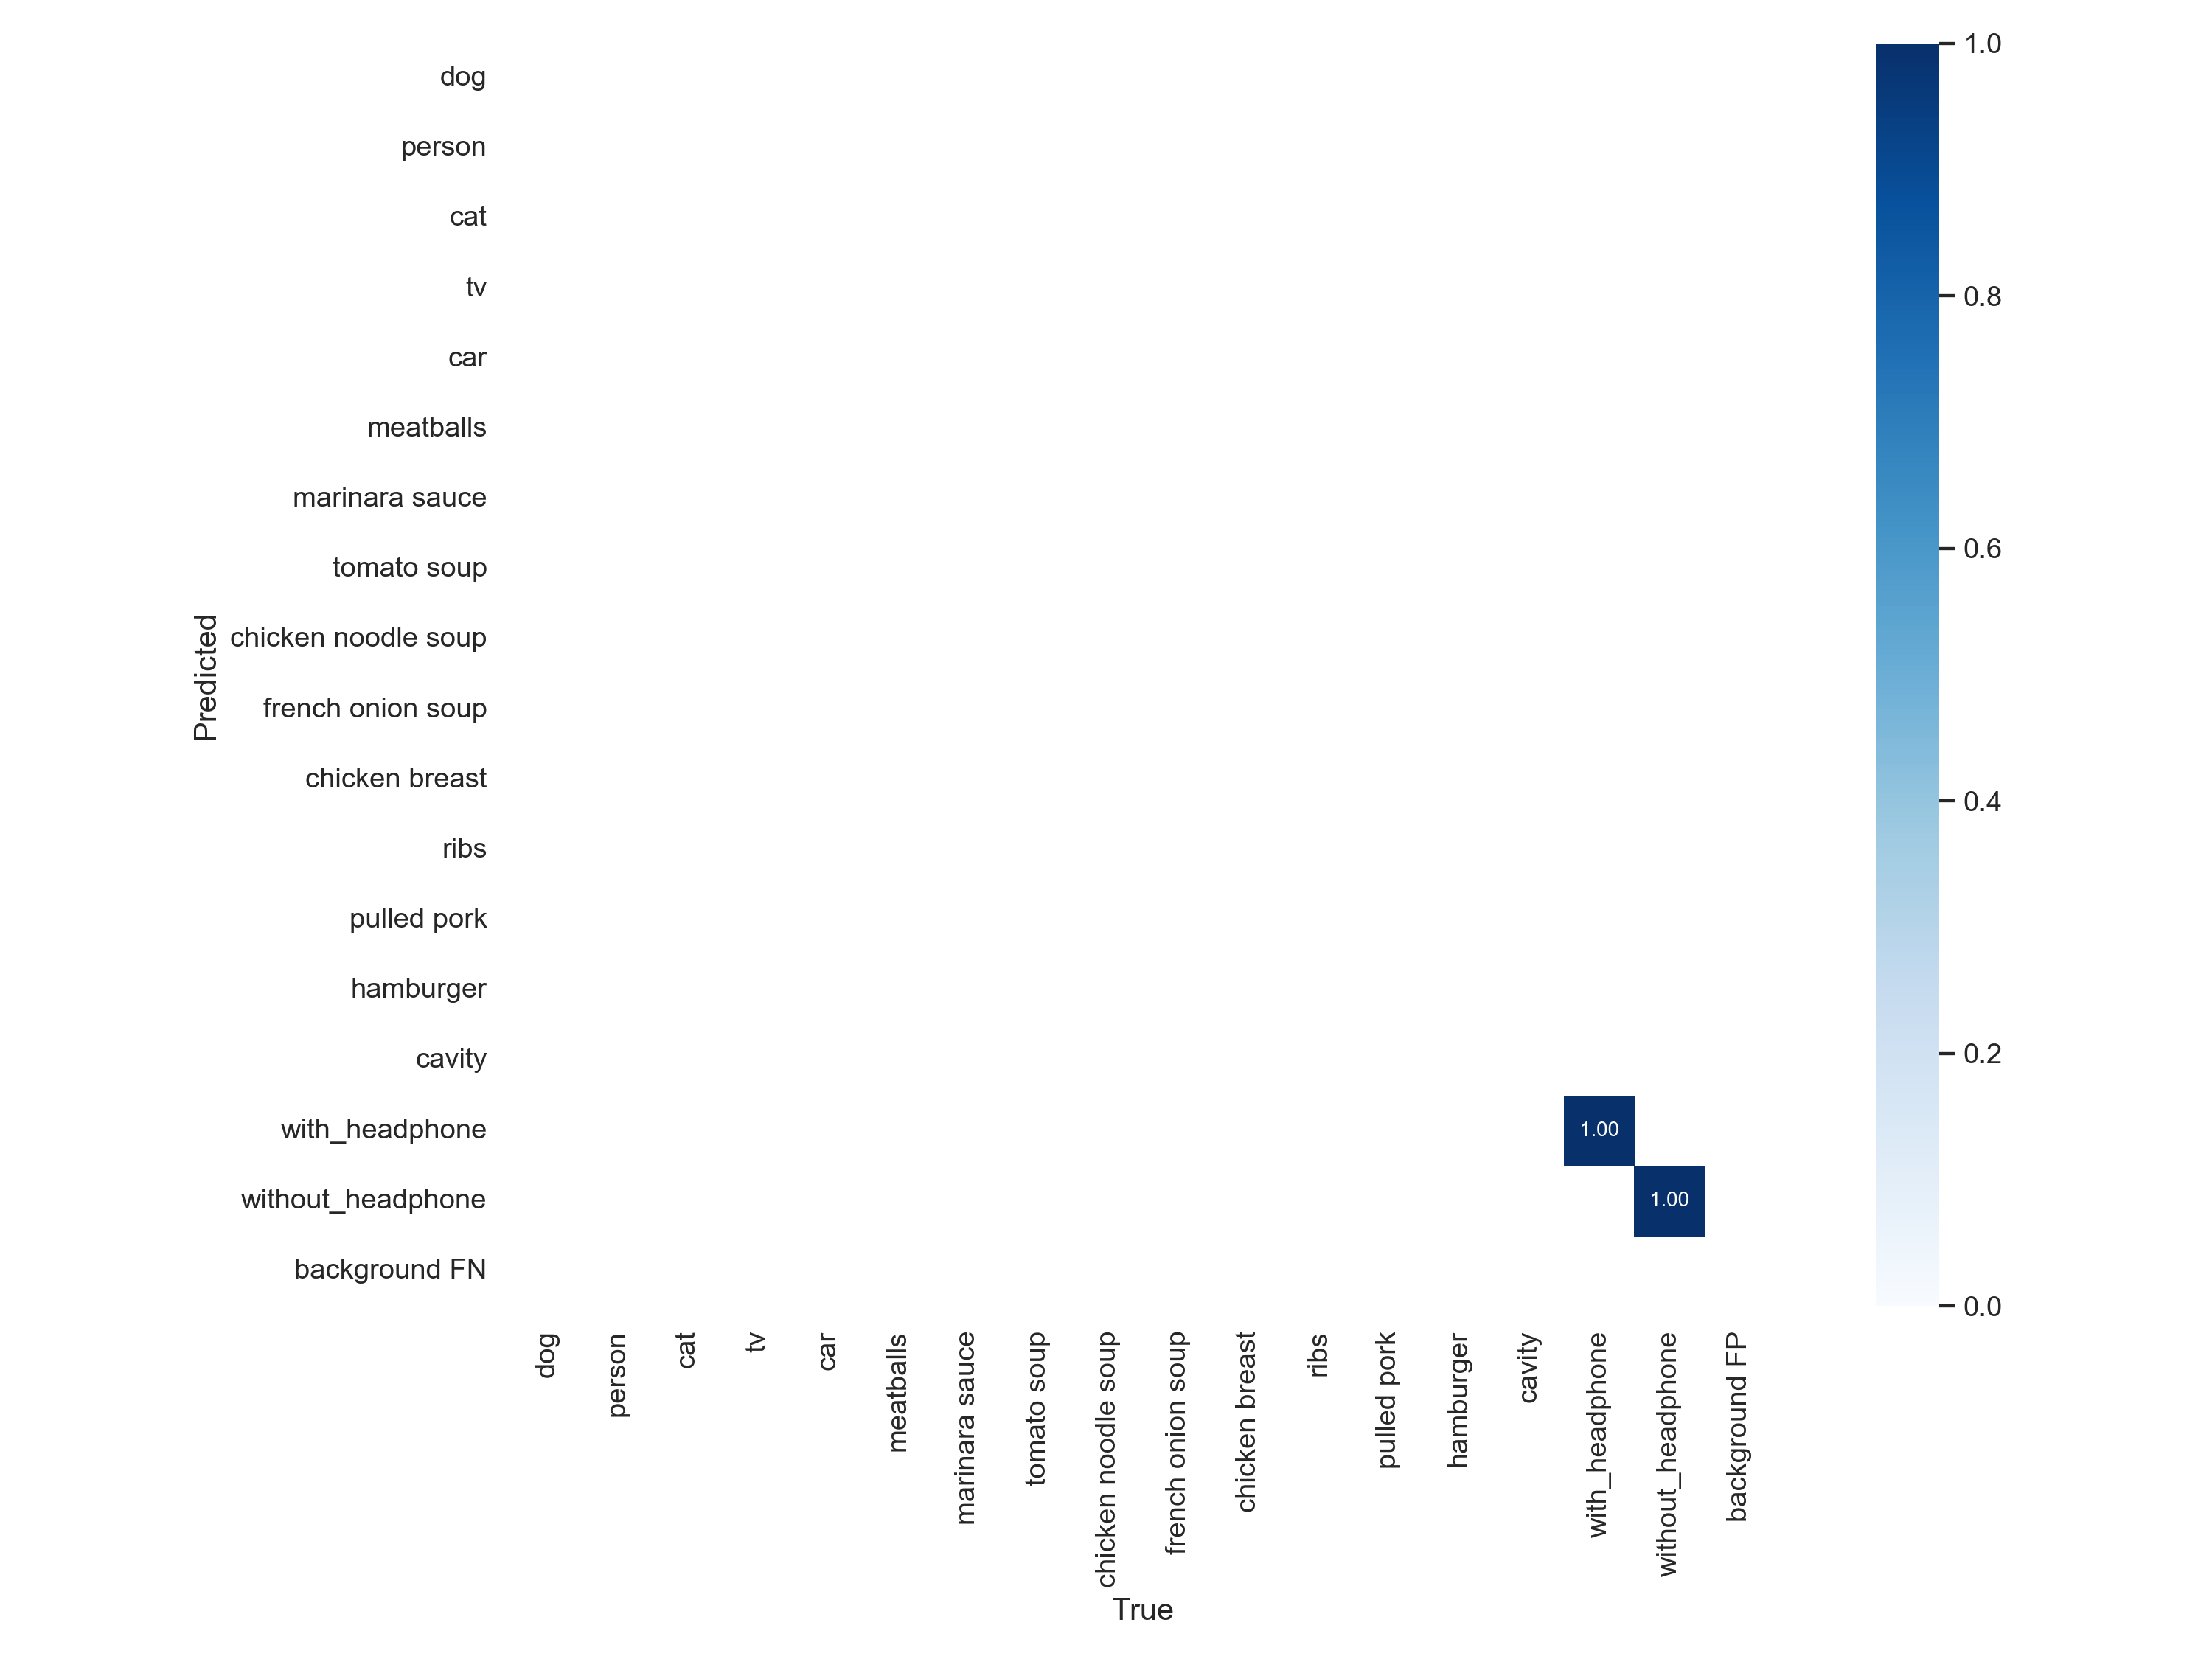 Predicted
dog
person
cat
tv
car
meatballs
marinara sauce
tomato soup
chicken noodle soup
french onion soup
chicken breast
ribs
pulled pork
hamburger
cavity
with_headphone
without_headphone
background FN
1.00
1.00
dog
person
cat
tv
car
meatballs
marinara sauce
tomato soup
chicken noodle soup
french onion soup
chicken breast
ribs
pulled pork
hamburger
cavity
with_headphone
without_headphone
background FP
True
1.0
0.8
0.6
0.4
0.2
0.0